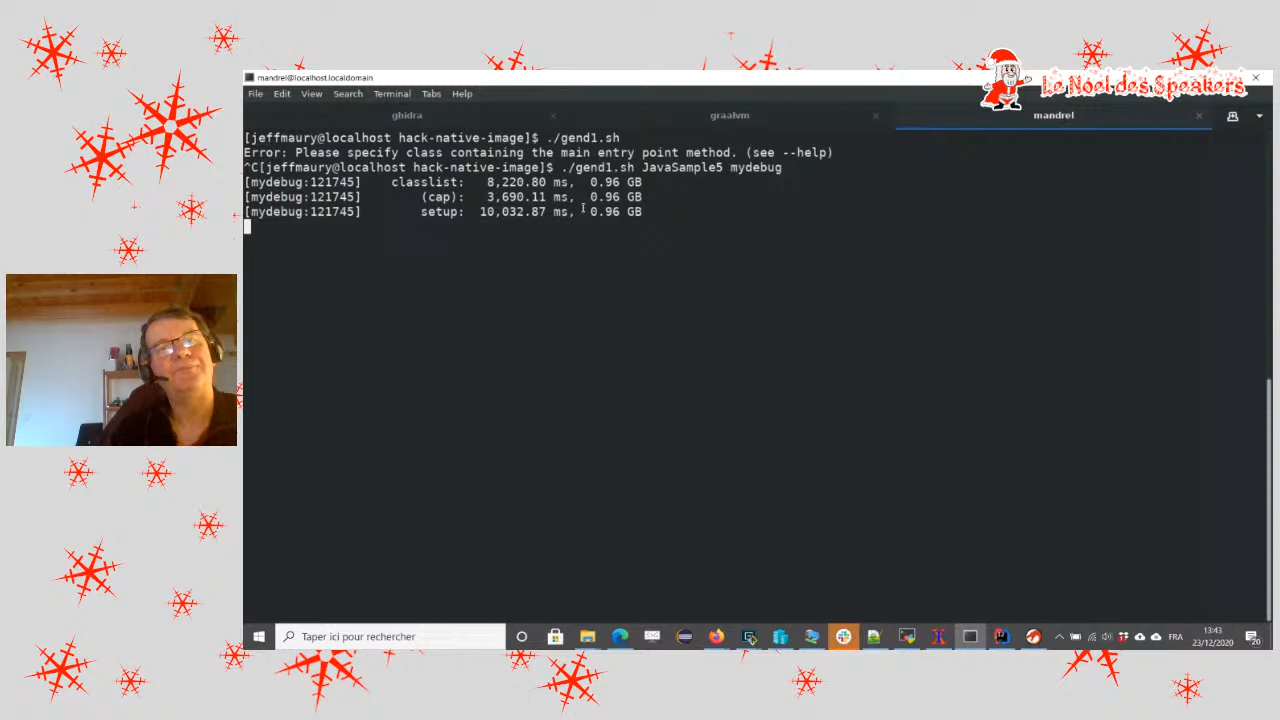 Le Noel des Speakers
mandrel@localhost.localdomain
File Edit View Search Terminal Tabs Help
ghidra graalvm mandrel
[jeffmaury@localhost hack-native-image]$ ./gend1.sh
Error: Please specify class containing the main entry point method. (see --help)
^C[jeffmaury@localhost hack-native-image]$ ./gend1.sh JavaSample5 mydebug
[mydebug:121745] classlist: 8,220.80 ms, 0.96 GB
[mydebug:121745] (cap): 3,690.11 ms, 0.96 GB
[mydebug:121745] setup: 10,032.87 ms, 0.96 GB
Taper ici pour rechercher
FRA
13:43
23/12/2020
20